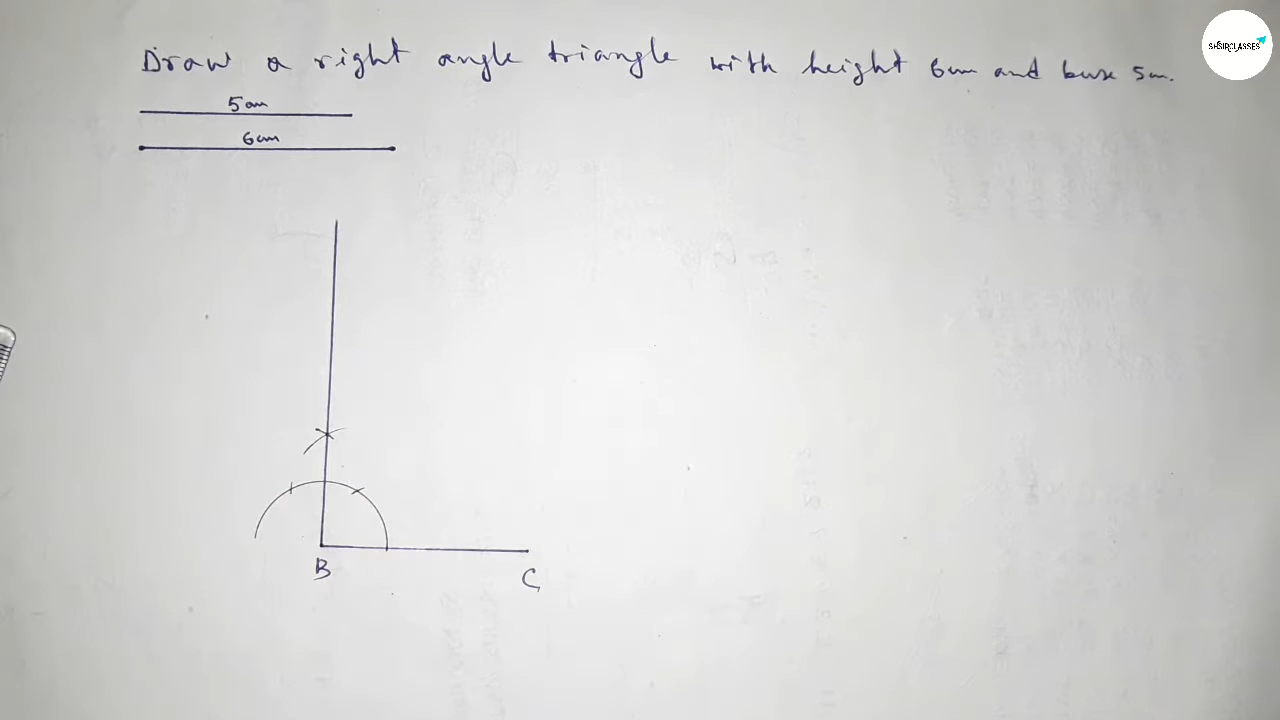 Draw a right angle triangle with height 6cm and base 5cm.
5cm
6cm
B
C
SHSIRCLASSES